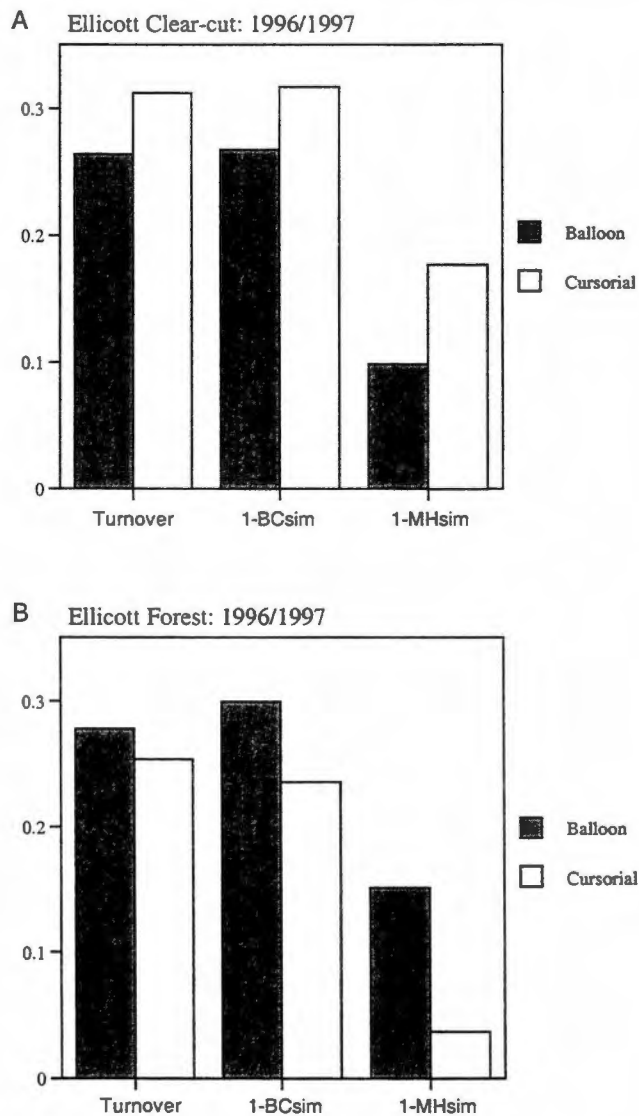 A Ellicott Clear-cut: 1996/1997
0.3
0.2
0.1
0
Balloon
Cursorial
Turnover 1-BCsim 1-MHsim
B Ellicott Forest: 1996/1997
0.3
0.2
0.1
0
Balloon
Cursorial
Turnover 1-BCsim 1-MHsim